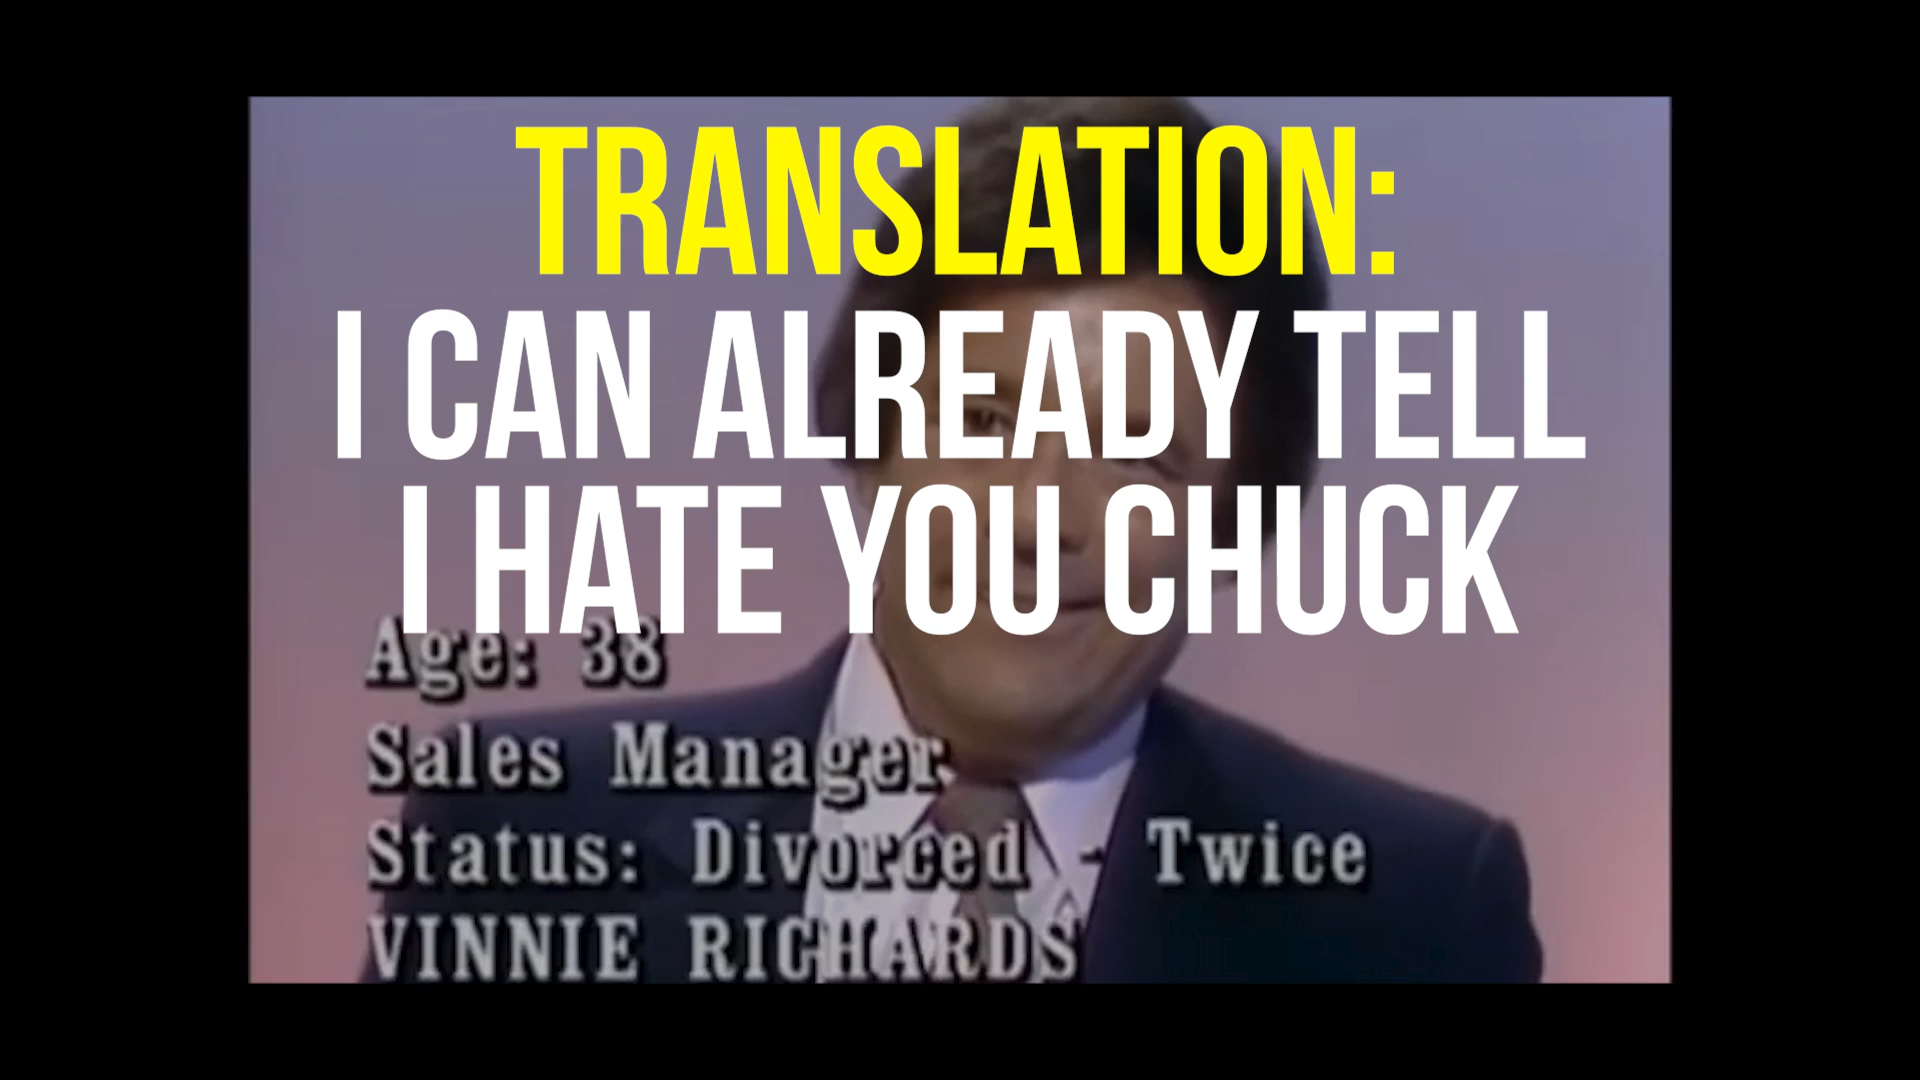 TRANSLATION:
I CAN ALREADY TELL
I HATE YOU CHUCK
Age: 38
Sales Manager
Status: Divorced - Twice
VINNIE RICHARDS